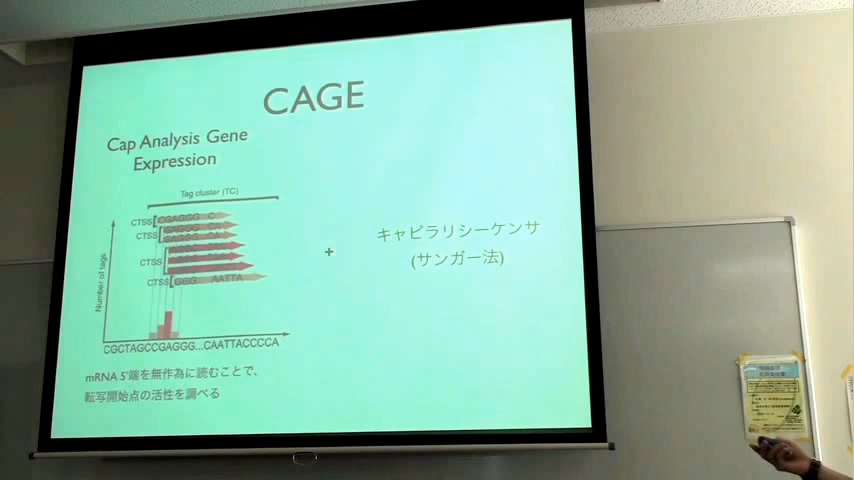 CAGE
Cap Analysis Gene
Expression
Tag cluster (TC)
CTSS
CGAGGG C
CTSS
CTSS
CTSS
GGG AATTA
Number of tags
CGCTAGCCGAGGG...CAATTACCCCA
mRNA 5'端を無作為に読むことで、
転写開始点の活性を調べる
+
キャピラリシーケンサ
(サンガー法)